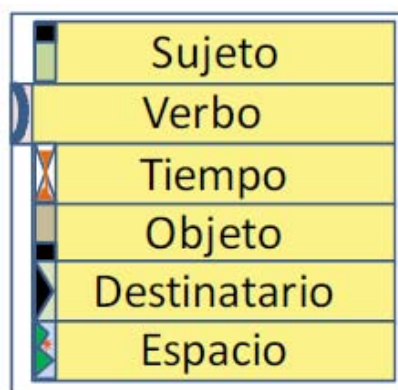 Sujeto
Verbo
Tiempo
Objeto
Destinatario
Espacio